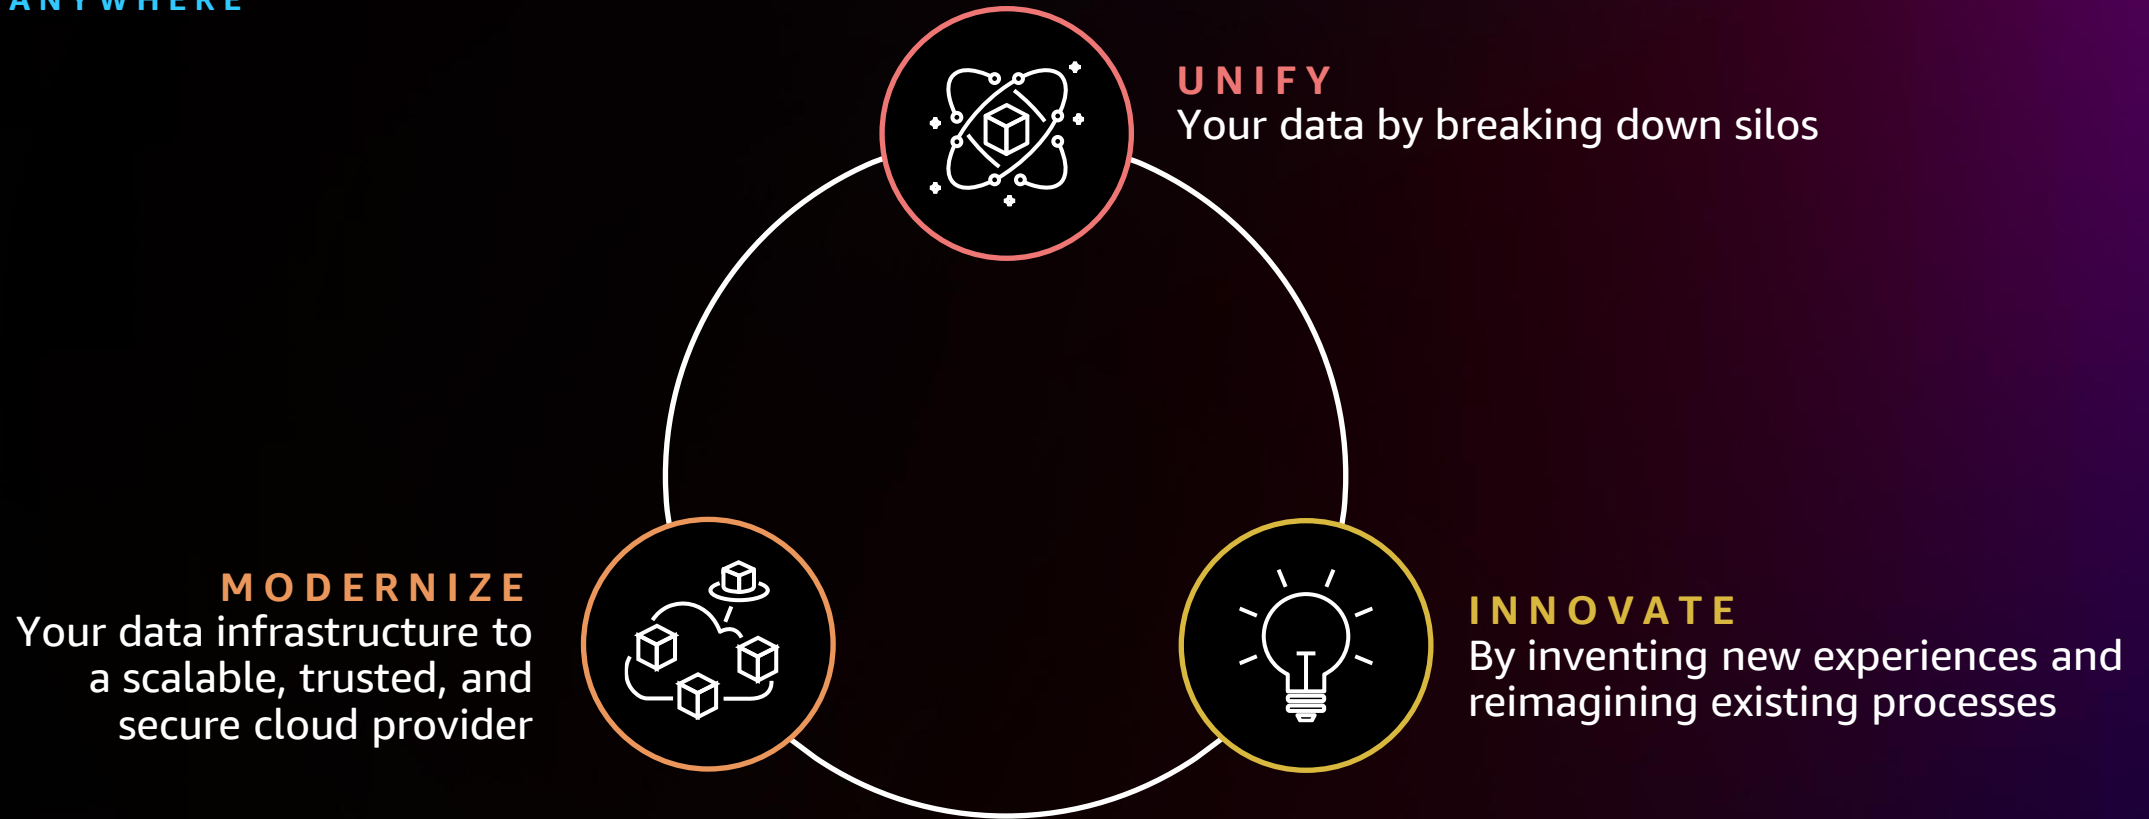 ANYWHERE
UNIFY
Your data by breaking down silos
MODERNIZE
Your data infrastructure to
a scalable, trusted, and
secure cloud provider
INNOVATE
By inventing new experiences and
reimagining existing processes